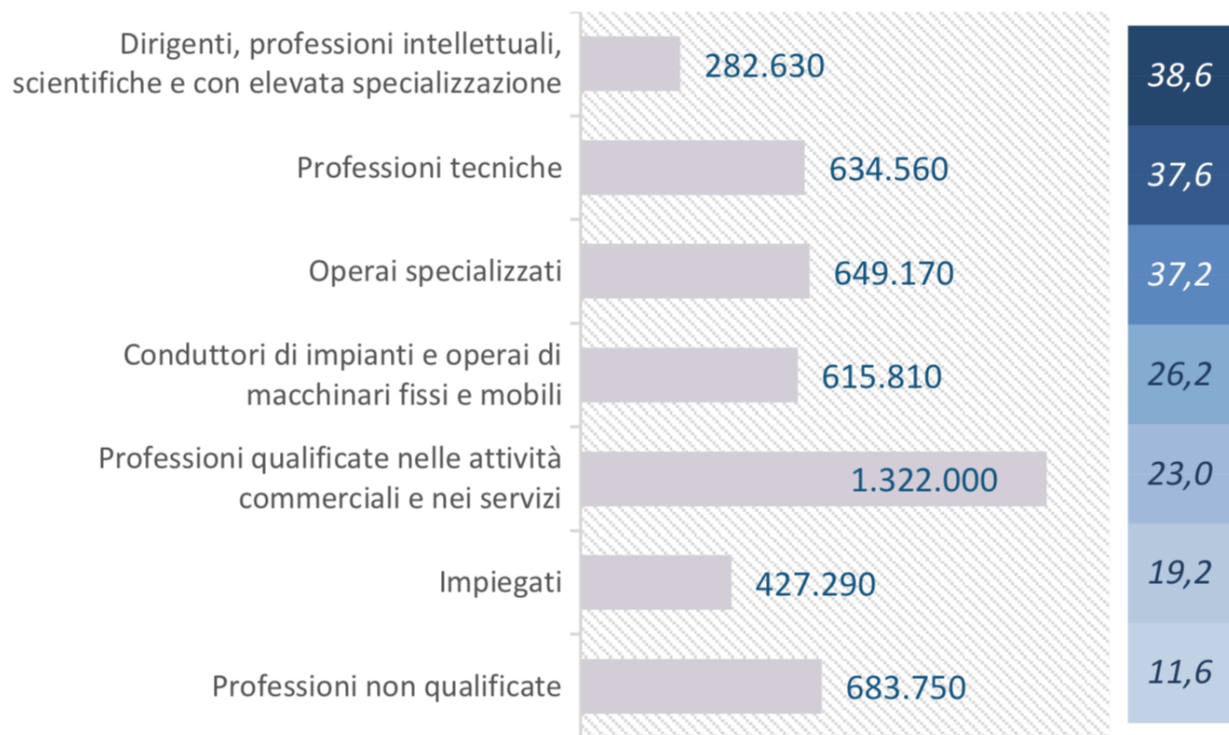 Dirigenti, professioni intellettuali,
scientifiche e con elevata specializzazione
282.630
38,6
Professioni tecniche
634.560
37,6
Operai specializzati
649.170
37,2
Conduttori di impianti e operai di
macchinari fissi e mobili
615.810
26,2
Professioni qualificate nelle attività
commerciali e nei servizi
1.322.000
23,0
Impiegati
427.290
19,2
Professioni non qualificate
683.750
11,6